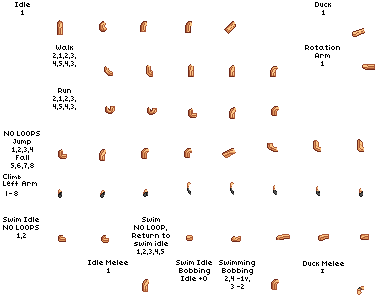 Idle
1
Duck
1
Walk
2,1,2,3,
4,5,4,3,
Rotation
Arm
1
Run
2,1,2,3,
4,5,4,3,
NO LOOPS
Jump
1,2,3,4
Fall
5,6,7,8
Climb
Left Arm
1-8
Swim Idle
NO LOOPS
1,2
Swim
NO LOOP,
Return to
swim idle
1,2,3,4,5
Idle Melee
1
Swim Idle
Bobbing
Idle +0
Swimming
Bobbing
2,4 -1v,
3 -2
Duck Melee
1